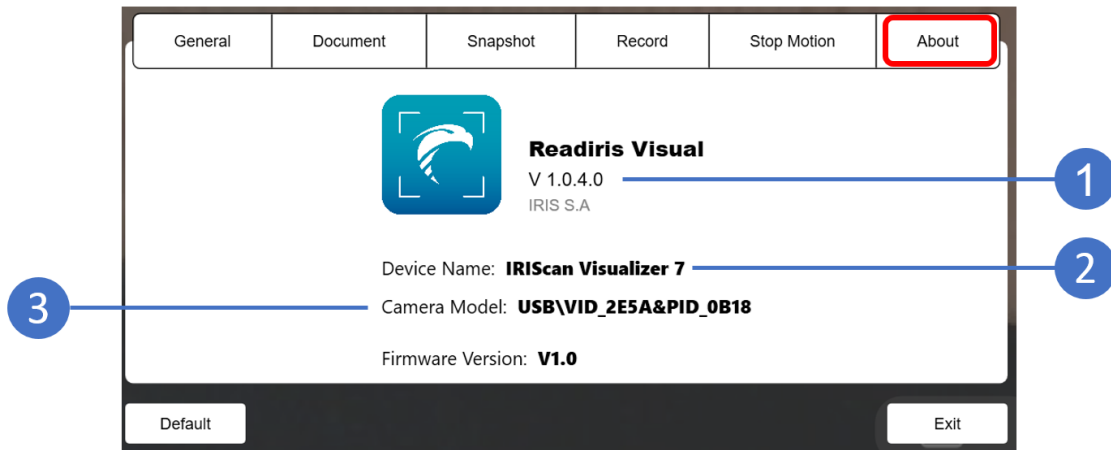 General Document Snapshot Record Stop Motion About
Readiris Visual
V 1.0.4.0
1
IRIS S.A
Device Name: IRIScan Visualizer 7
2
3
Camera Model: USB\VID_2E5A&PID_0B18
Firmware Version: V1.0
Default Exit